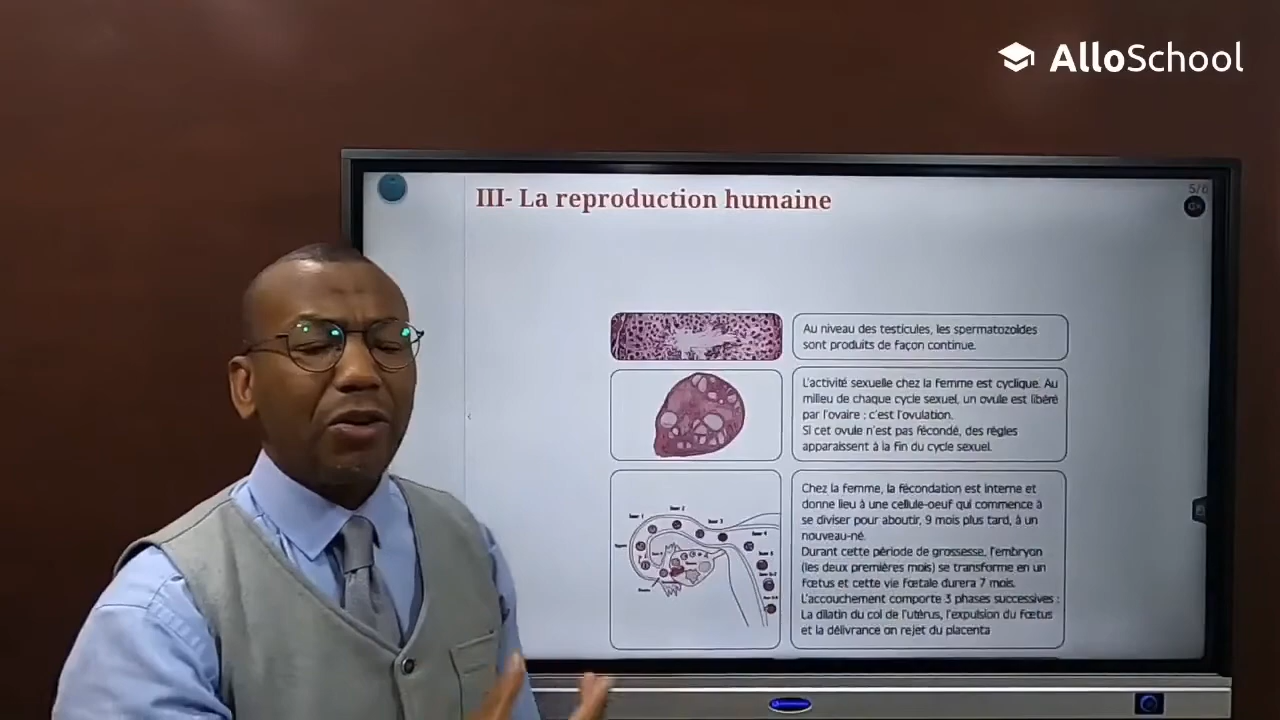 AlloSchool
III- La reproduction humaine
5/6
Au niveau des testicules, les spermatozoïdes
sont produits de façon continue.
L'activité sexuelle chez la femme est cyclique. Au
milieu de chaque cycle sexuel, un ovule est libéré
par l'ovaire ; c'est l'ovulation.
Si cet ovule n'est pas fécondé, des règles
apparaissent à la fin du cycle sexuel.
Chez la femme, la fécondation est interne et
donne lieu à une cellule-oeuf qui commence à
se diviser pour aboutir, 9 mois plus tard, à un
nouveau-né.
Durant cette période de grossesse, l'embryon
(les deux premières mois) se transforme en un
fœtus et cette vie fœtale durera 7 mois.
L'accouchement comporte 3 phases successives :
La dilatin du col de l'utérus, l'expulsion du fœtus
et la délivrance on rejet du placenta